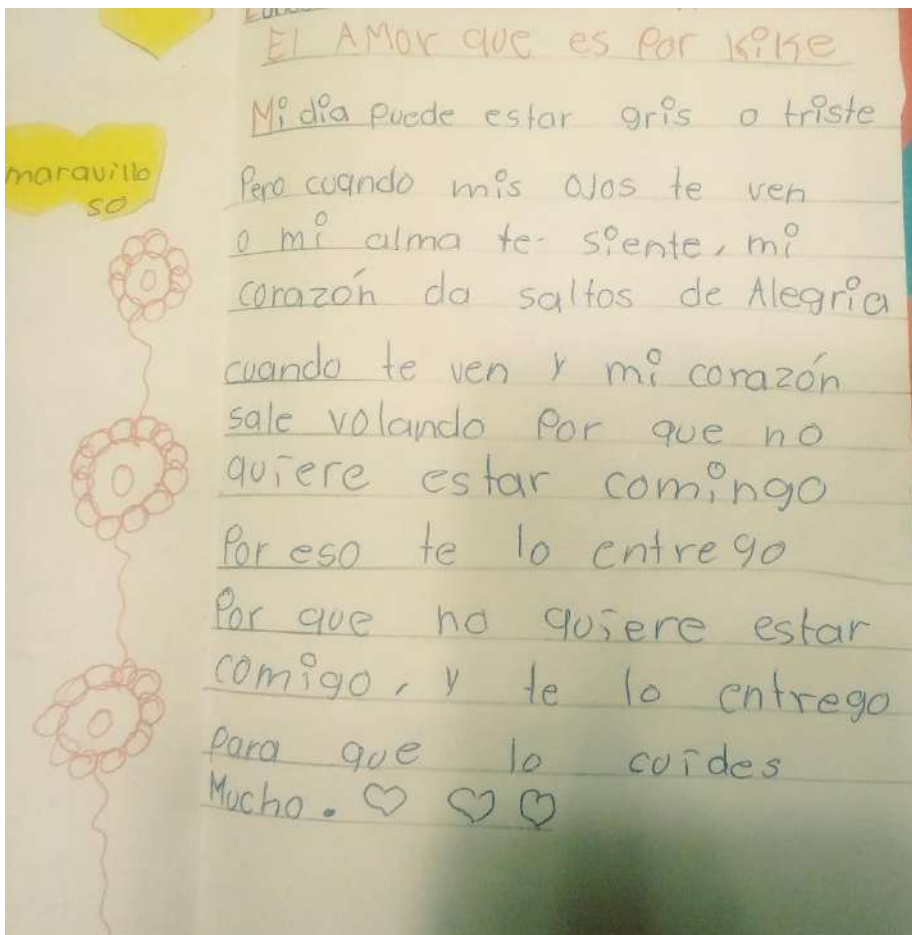 El AMor que es Por Kike
Mi día Puede estar gris o triste
maravillo
so
Pero cuando mis ojos te ven
o mi alma te- siente, mi
corazón da saltos de Alegria
cuando te ven y mi corazón
sale volando Por que no
quiere estar comingo
Por eso te lo entrego
Por que no quiere estar
comigo, y te lo entrego
Para que lo cuides
Mucho.